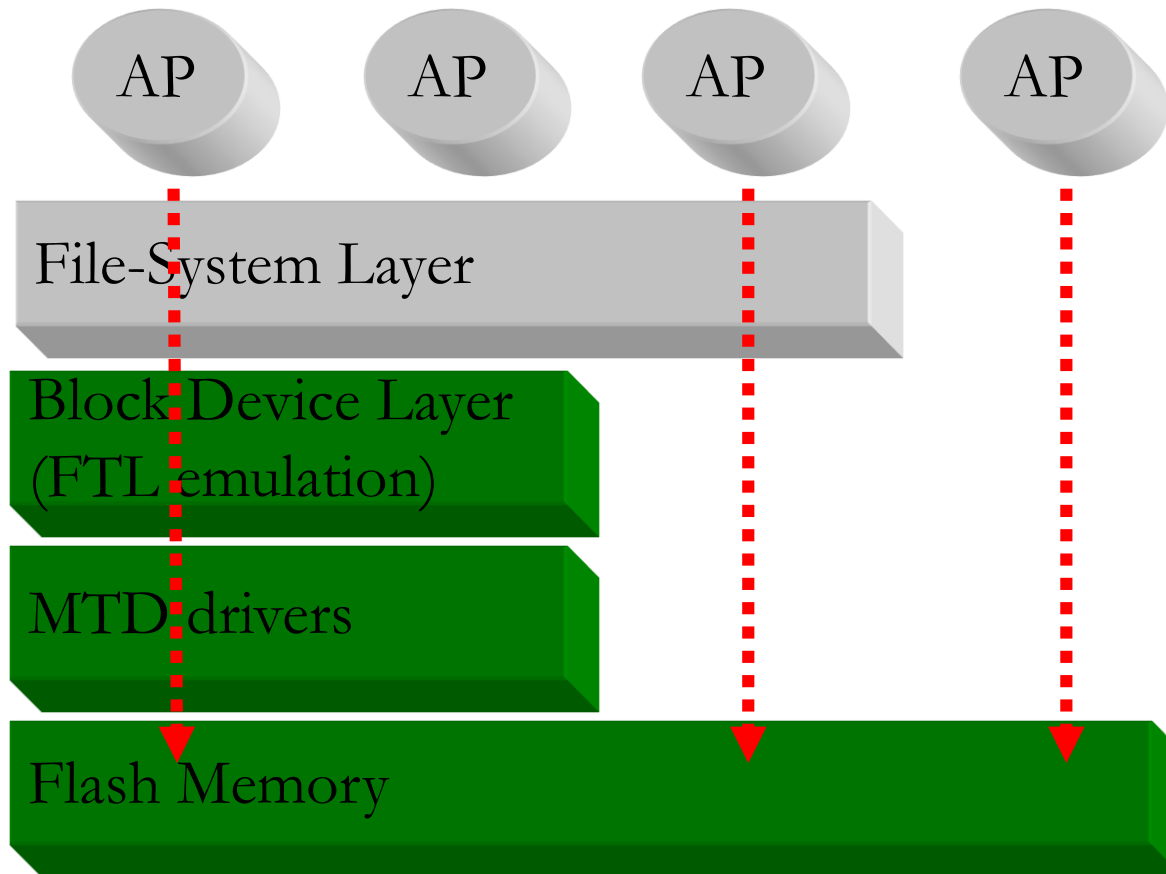 AP
AP
AP
AP
File-System Layer
Block Device Layer
(FTL emulation)
MTD drivers
Flash Memory